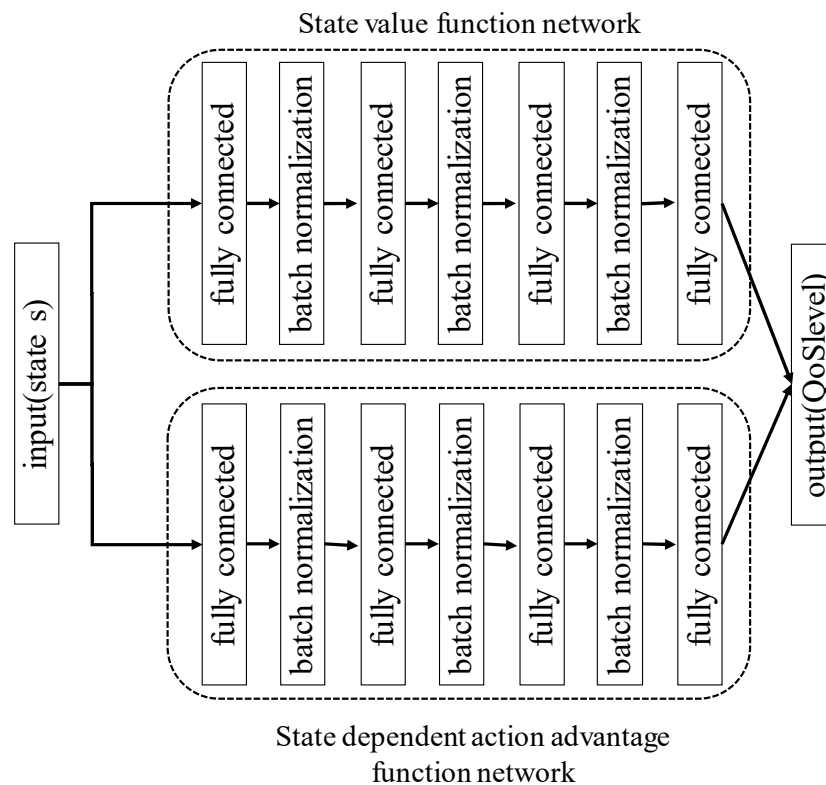 State value function network
input(state s)
fully connected
batch normalization
fully connected
batch normalization
fully connected
batch normalization
fully connected
fully connected
batch normalization
fully connected
batch normalization
fully connected
batch normalization
fully connected
output(QoSlevel)
State dependent action advantage
function network